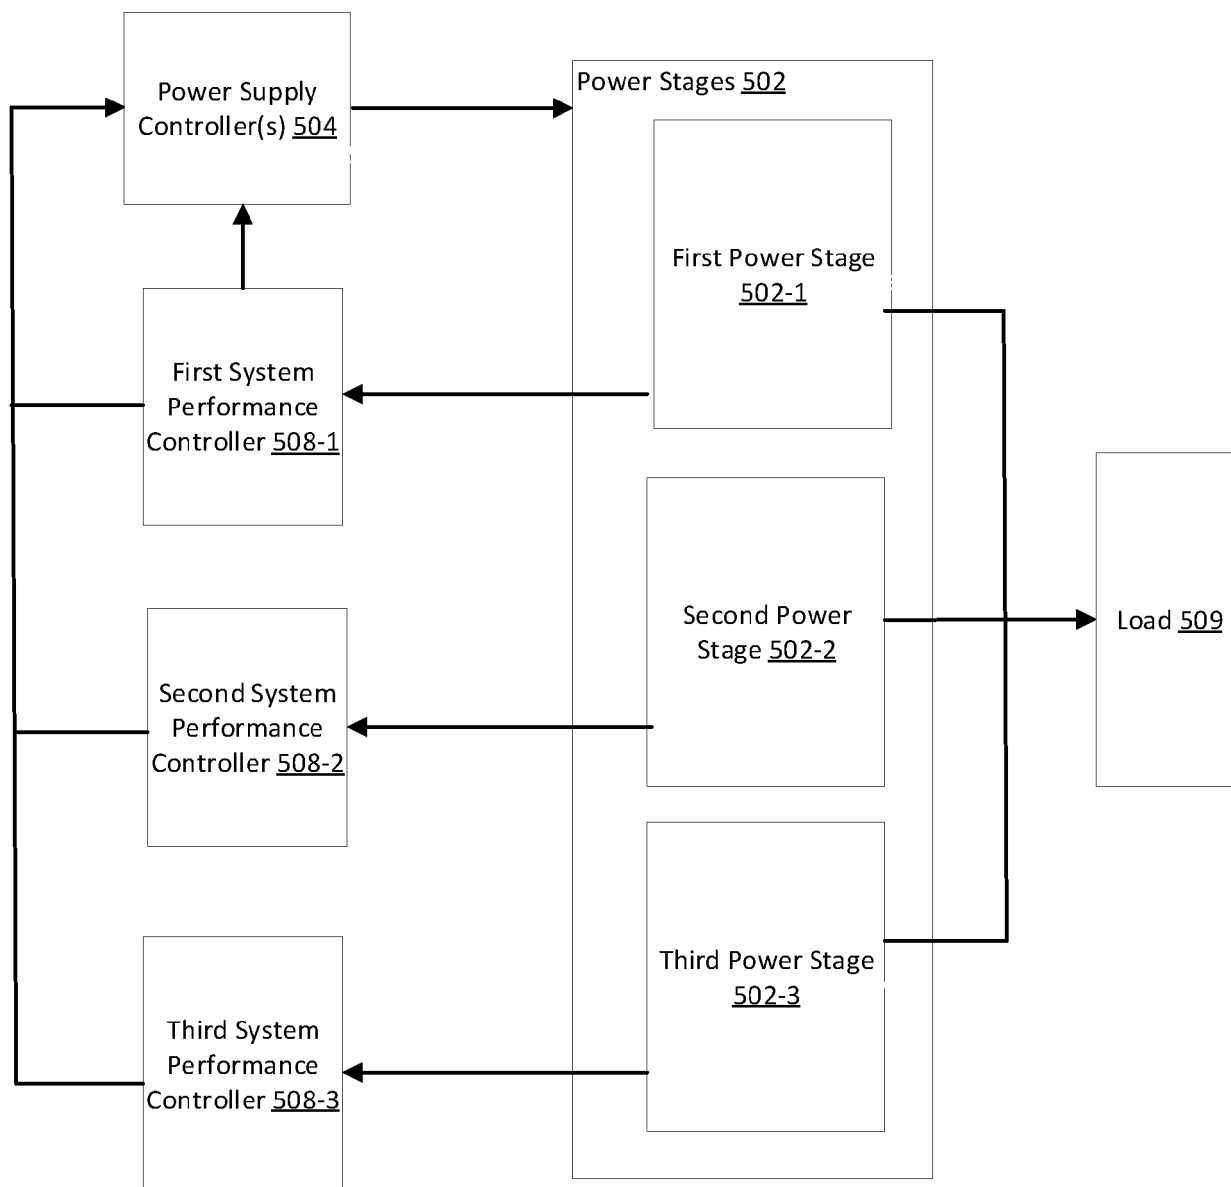 Power Supply
Controller(s) 504
Power Stages 502
First Power Stage
502-1
First System
Performance
Controller 508-1
Second Power
Stage 502-2
Load 509
Second System
Performance
Controller 508-2
Third Power Stage
502-3
Third System
Performance
Controller 508-3